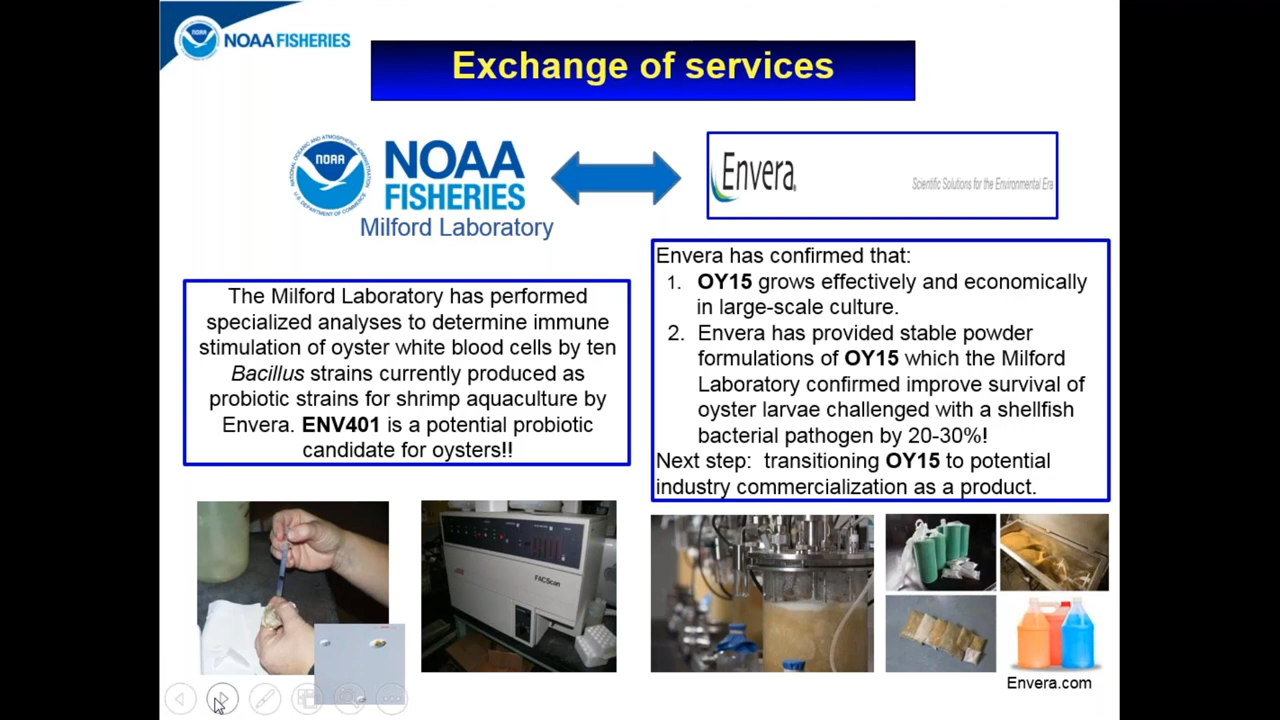 NOAA FISHERIES
Exchange of services
NOAA
FISHERIES
Milford Laboratory
Envera
Scientific Solutions for the Environmental Era
The Milford Laboratory has performed
specialized analyses to determine immune
stimulation of oyster white blood cells by ten
Bacillus strains currently produced as
probiotic strains for shrimp aquaculture by
Envera. ENV401 is a potential probiotic
candidate for oysters!!
Envera has confirmed that:
1. OY15 grows effectively and economically
in large-scale culture.
2. Envera has provided stable powder
formulations of OY15 which the Milford
Laboratory confirmed improve survival of
oyster larvae challenged with a shellfish
bacterial pathogen by 20-30%!
Next step: transitioning OY15 to potential
industry commercialization as a product.
FACScan
Envera.com